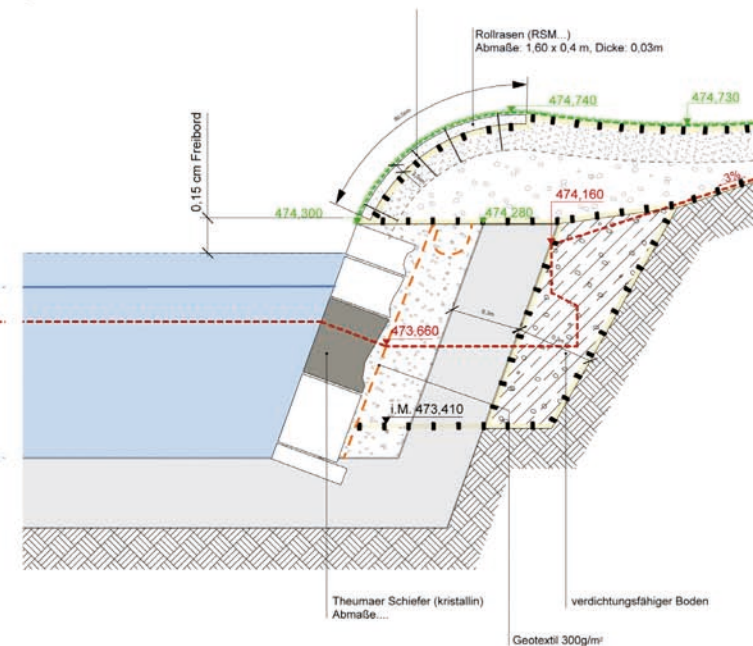 Rollrasen (RSM...)
Abmaße: 1,60 x 0,4 m, Dicke: 0,03m
474,740
474,730
0,15 cm Freibord
474,300
474,280
474,160
3%
473,660
i.M. 473,410
Theumaer Schiefer (kristallin)
Abmaße....
verdichtungsfähiger Boden
Geotextil 300g/m²